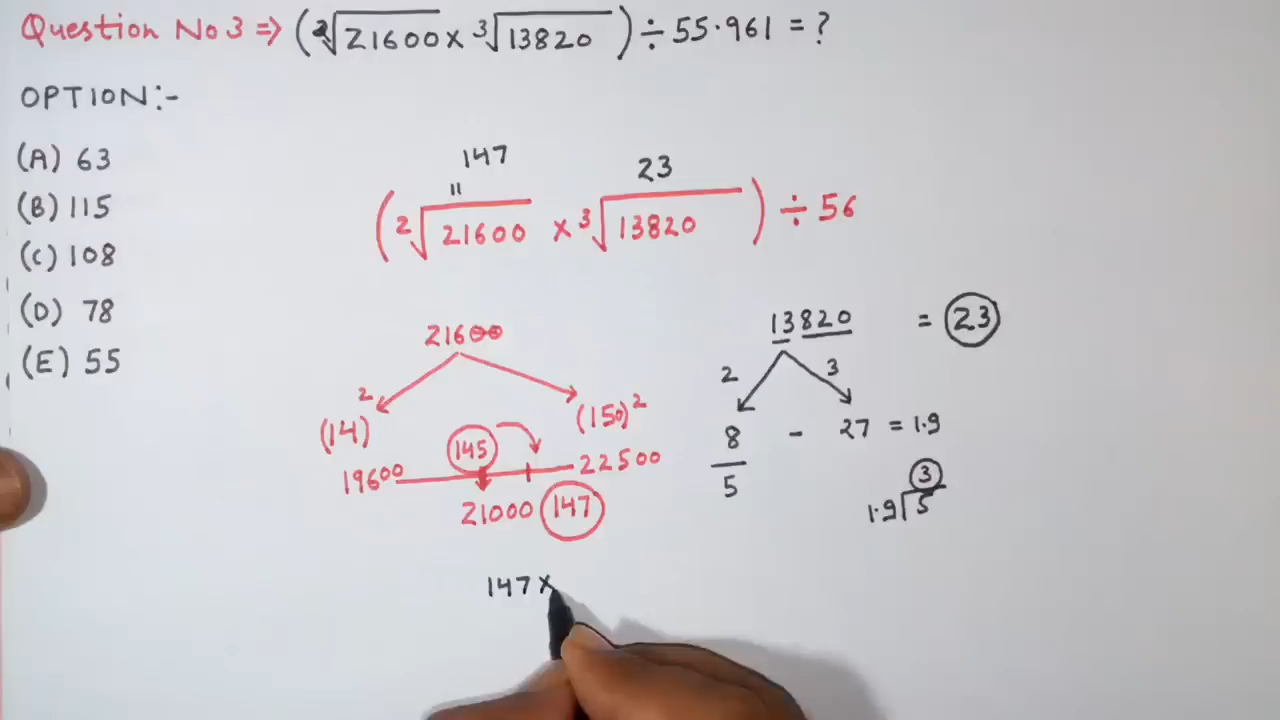 Question No 3 ⇒ (²√21600 x ³√13820) ÷ 55.961 = ?
OPTION:-
(A) 63
(B) 115
(C) 108
(D) 78
(E) 55
147 23
"
(²√21600 x ³√13820) ÷ 56
21600
(14)² (150)²
145
19600 22500
21000 147
13820 = 23
2 3
8 - 27 = 1.9
5
3
1.9√5
147 x